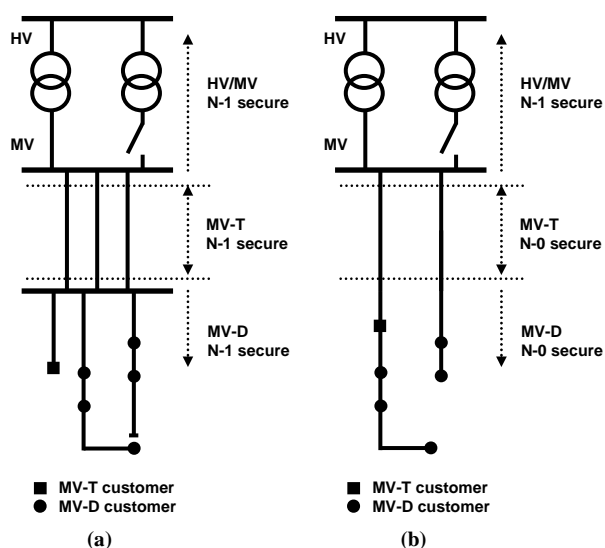 HV
HV/MV
N-1 secure
MV
MV-T
N-1 secure
MV-D
N-1 secure
MV-T customer
MV-D customer
(a)
HV
HV/MV
N-1 secure
MV
MV-T
N-0 secure
MV-D
N-0 secure
MV-T customer
MV-D customer
(b)